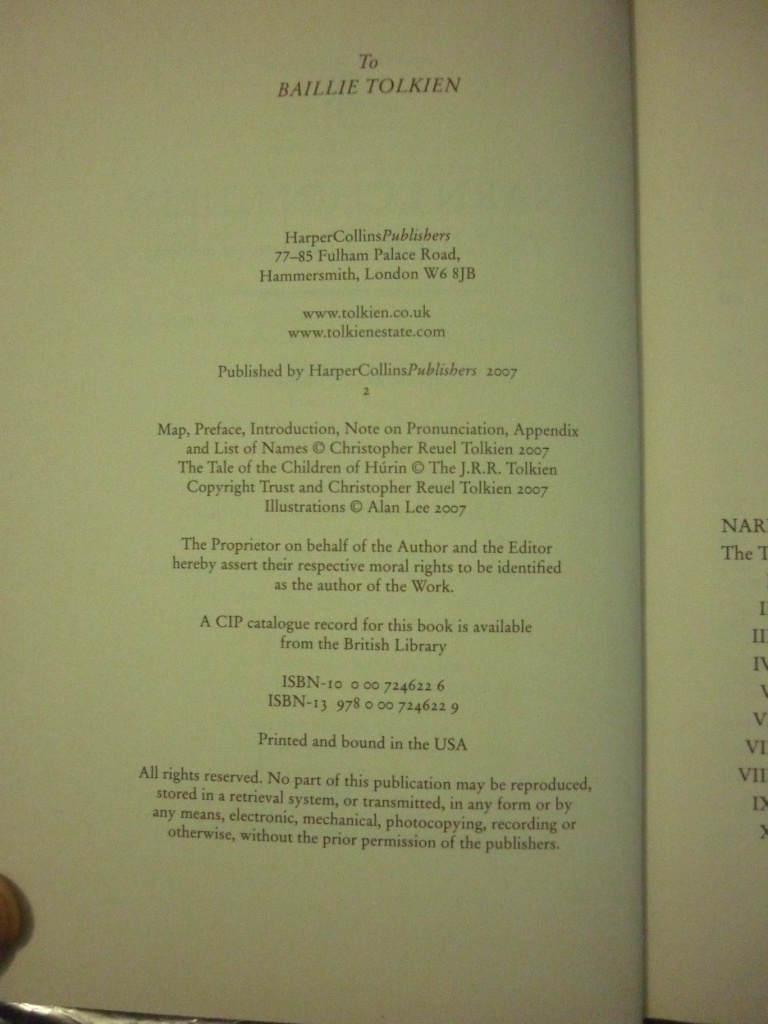 To
BAILLIE TOLKIEN
HarperCollinsPublishers
77–85 Fulham Palace Road,
Hammersmith, London W6 8JB
www.tolkien.co.uk
www.tolkienestate.com
Published by HarperCollinsPublishers 2007
2
Map, Preface, Introduction, Note on Pronunciation, Appendix
and List of Names © Christopher Reuel Tolkien 2007
The Tale of the Children of Húrin © The J.R.R. Tolkien
Copyright Trust and Christopher Reuel Tolkien 2007
Illustrations © Alan Lee 2007
The Proprietor on behalf of the Author and the Editor
hereby assert their respective moral rights to be identified
as the author of the Work.
A CIP catalogue record for this book is available
from the British Library
ISBN-10 0 00 724622 6
ISBN-13 978 0 00 724622 9
Printed and bound in the USA
All rights reserved. No part of this publication may be reproduced,
stored in a retrieval system, or transmitted, in any form or by
any means, electronic, mechanical, photocopying, recording or
otherwise, without the prior permission of the publishers.
The